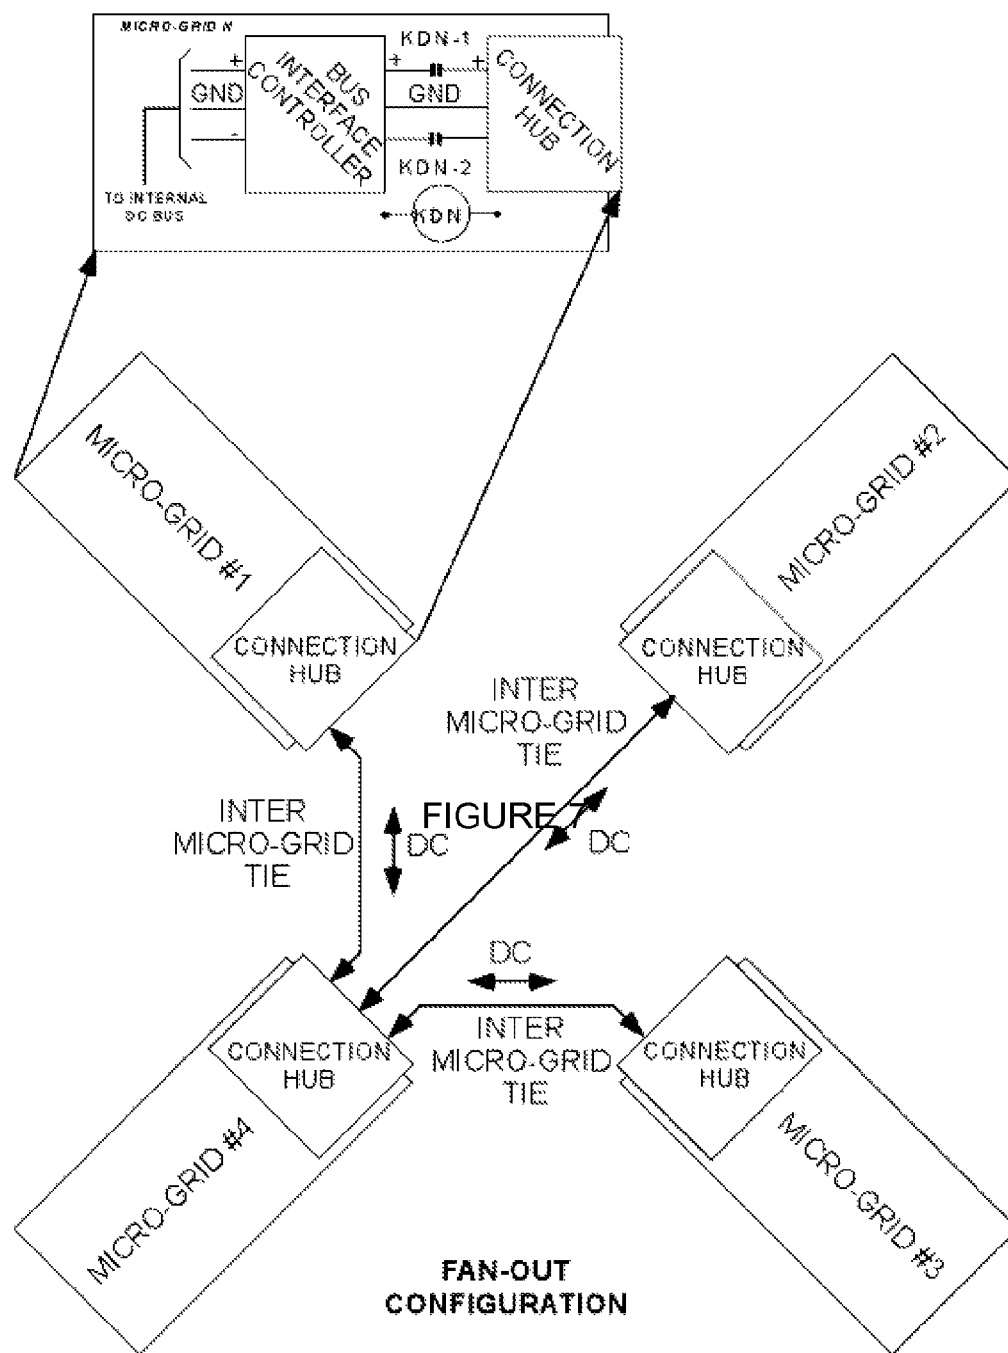 MICRO-GRID N
KDN-1
+
+
+
GND
BUS
INTERFACE
CONTROLLER
GND
CONNECTION
HUB
-
KDN-2
TO INTERNAL
DC BUS
KDN
MICRO-GRID #1
CONNECTION
HUB
MICRO-GRID #2
CONNECTION
HUB
INTER
MICRO-GRID
TIE
INTER
MICRO-GRID
TIE
FIGURE 7
DC
DC
DC
INTER
MICRO-GRID
TIE
CONNECTION
HUB
MICRO-GRID #4
CONNECTION
HUB
MICRO-GRID #3
FAN-OUT
CONFIGURATION